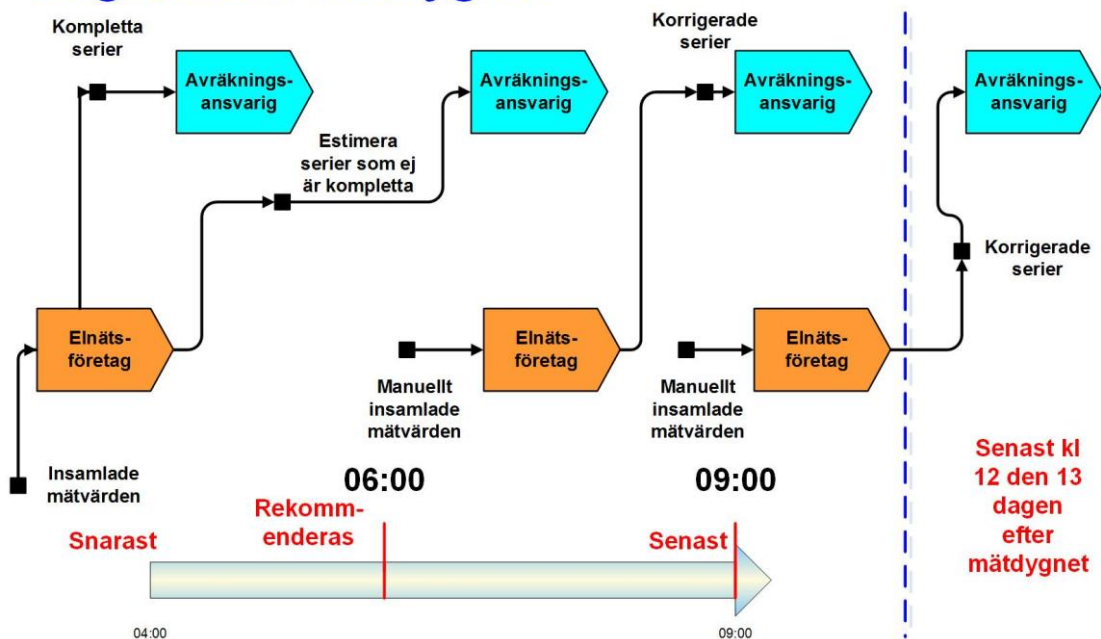 Kompletta
serier
Avräknings-
ansvarig
Avräknings-
ansvarig
Korrigerade
serier
Avräknings-
ansvarig
Avräknings-
ansvarig
Estimera
serier som ej
är kompletta
Korrigerade
serier
Elnäts-
företag
Elnäts-
företag
Elnäts-
företag
Manuellt
insamlade
mätvärden
Manuellt
insamlade
mätvärden
Insamlade
mätvärden
06:00
09:00
Senast kl
12 den 13
dagen
efter
mätdygnet
Snarast
Rekomm-
enderas
Senast
04:00
09:00